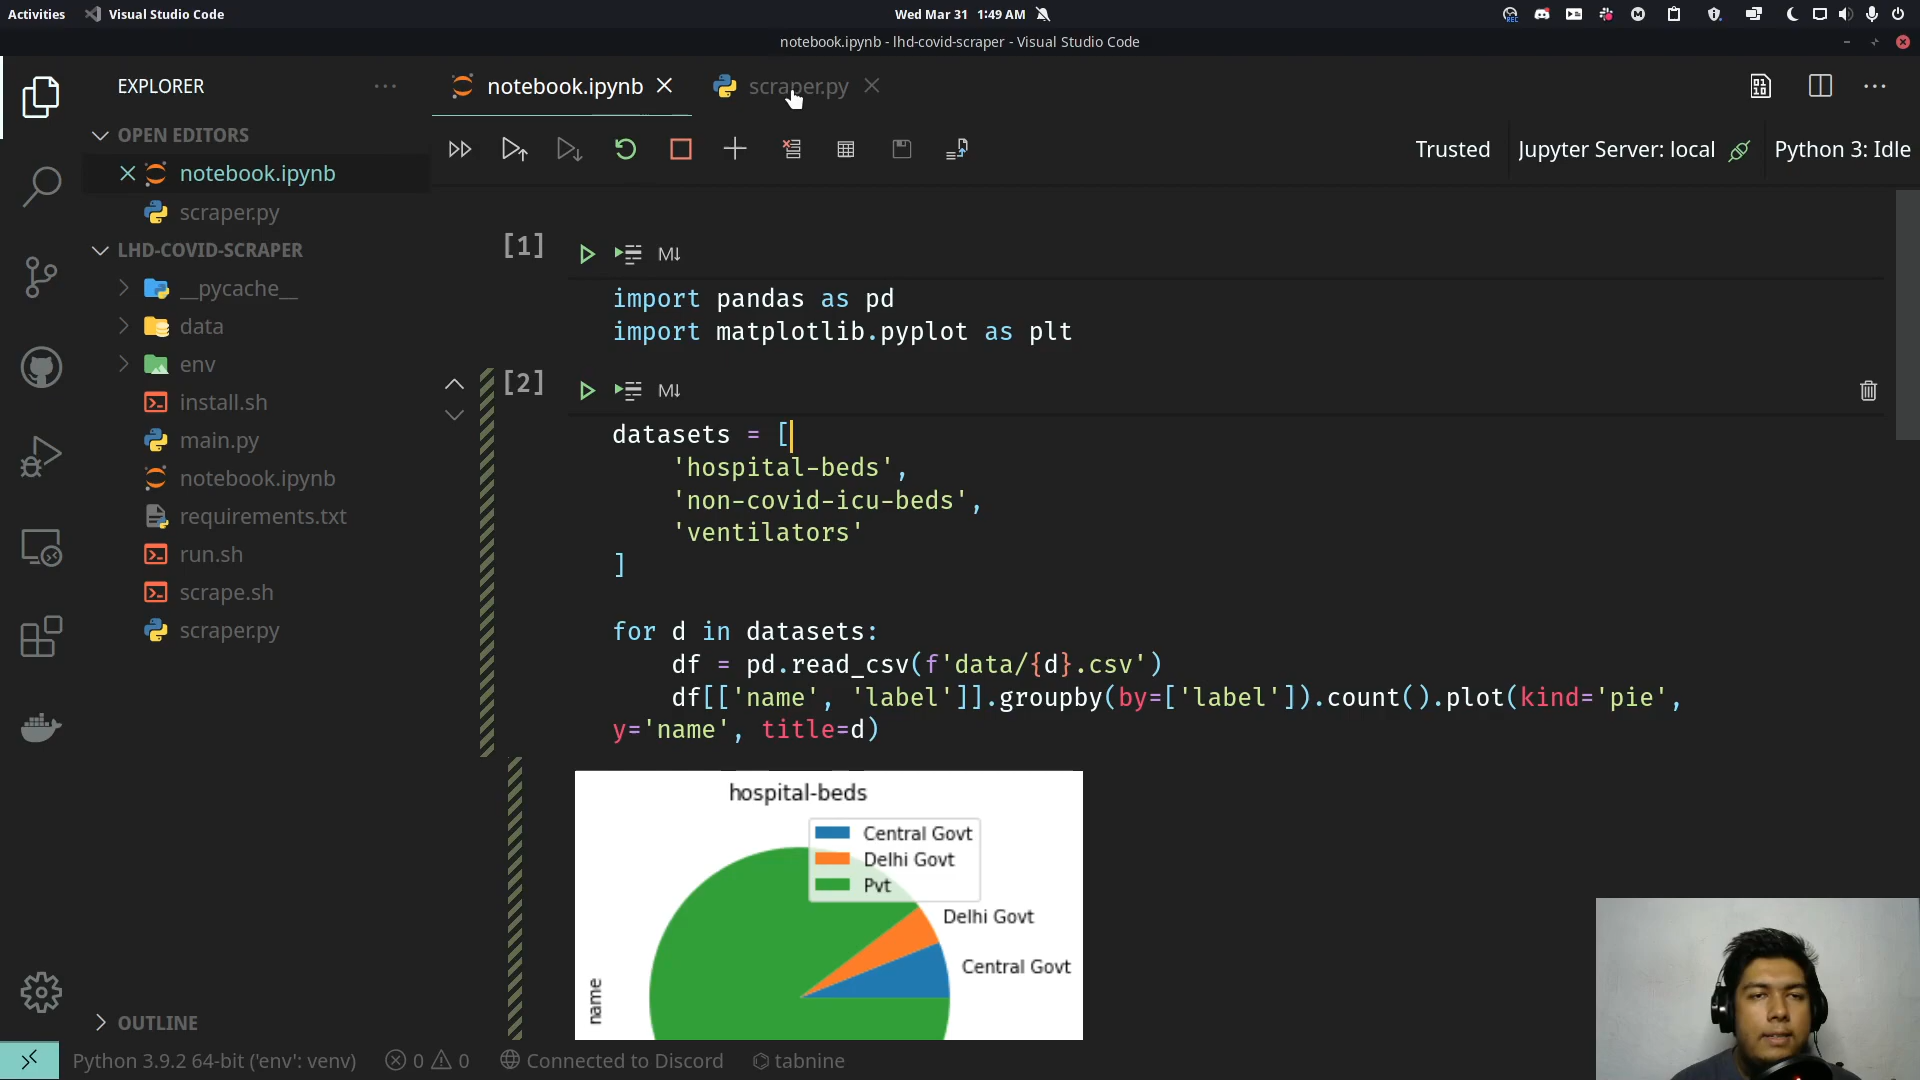 Activities
Visual Studio Code
Wed Mar 31 1:49 AM
notebook.ipynb - lhd-covid-scraper - Visual Studio Code
EXPLORER
notebook.ipynb
scraper.py
OPEN EDITORS
notebook.ipynb
scraper.py
LHD-COVID-SCRAPER
__pycache__
data
env
install.sh
main.py
notebook.ipynb
requirements.txt
run.sh
scrape.sh
scraper.py
OUTLINE
Trusted
Jupyter Server: local
Python 3: Idle
[1]
M↓
import pandas as pd
import matplotlib.pyplot as plt
[2]
M↓
datasets = [
'hospital-beds',
'non-covid-icu-beds',
'ventilators'
]
for d in datasets:
df = pd.read_csv(f'data/{d}.csv')
df[['name', 'label']].groupby(by=['label']).count().plot(kind='pie',
y='name', title=d)
hospital-beds
Central Govt
Delhi Govt
Pvt
Delhi Govt
Central Govt
name
Python 3.9.2 64-bit ('env': venv)
0
0
Connected to Discord
tabnine